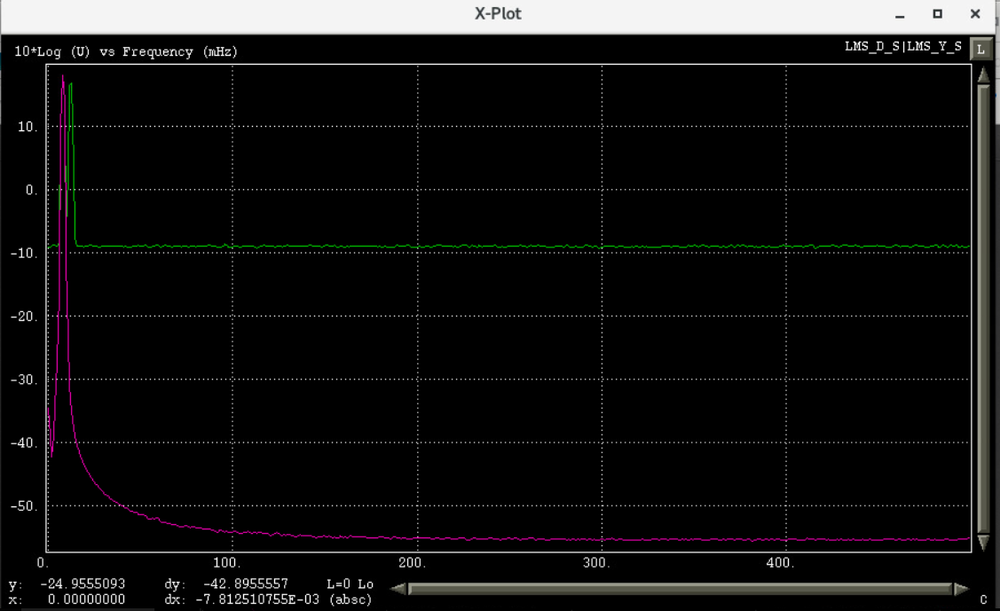 X-Plot
10*Log (U) vs Frequency (mHz)
LMS_D_S|LMS_Y_S
L
10.
0.
-10.
-20.
-30.
-40.
-50.
0. 100. 200. 300. 400.
y: -24.9555093 dy: -42.8955557 L=0 Lo
x: 0.00000000 dx: -7.812510755E-03 (absc)
C